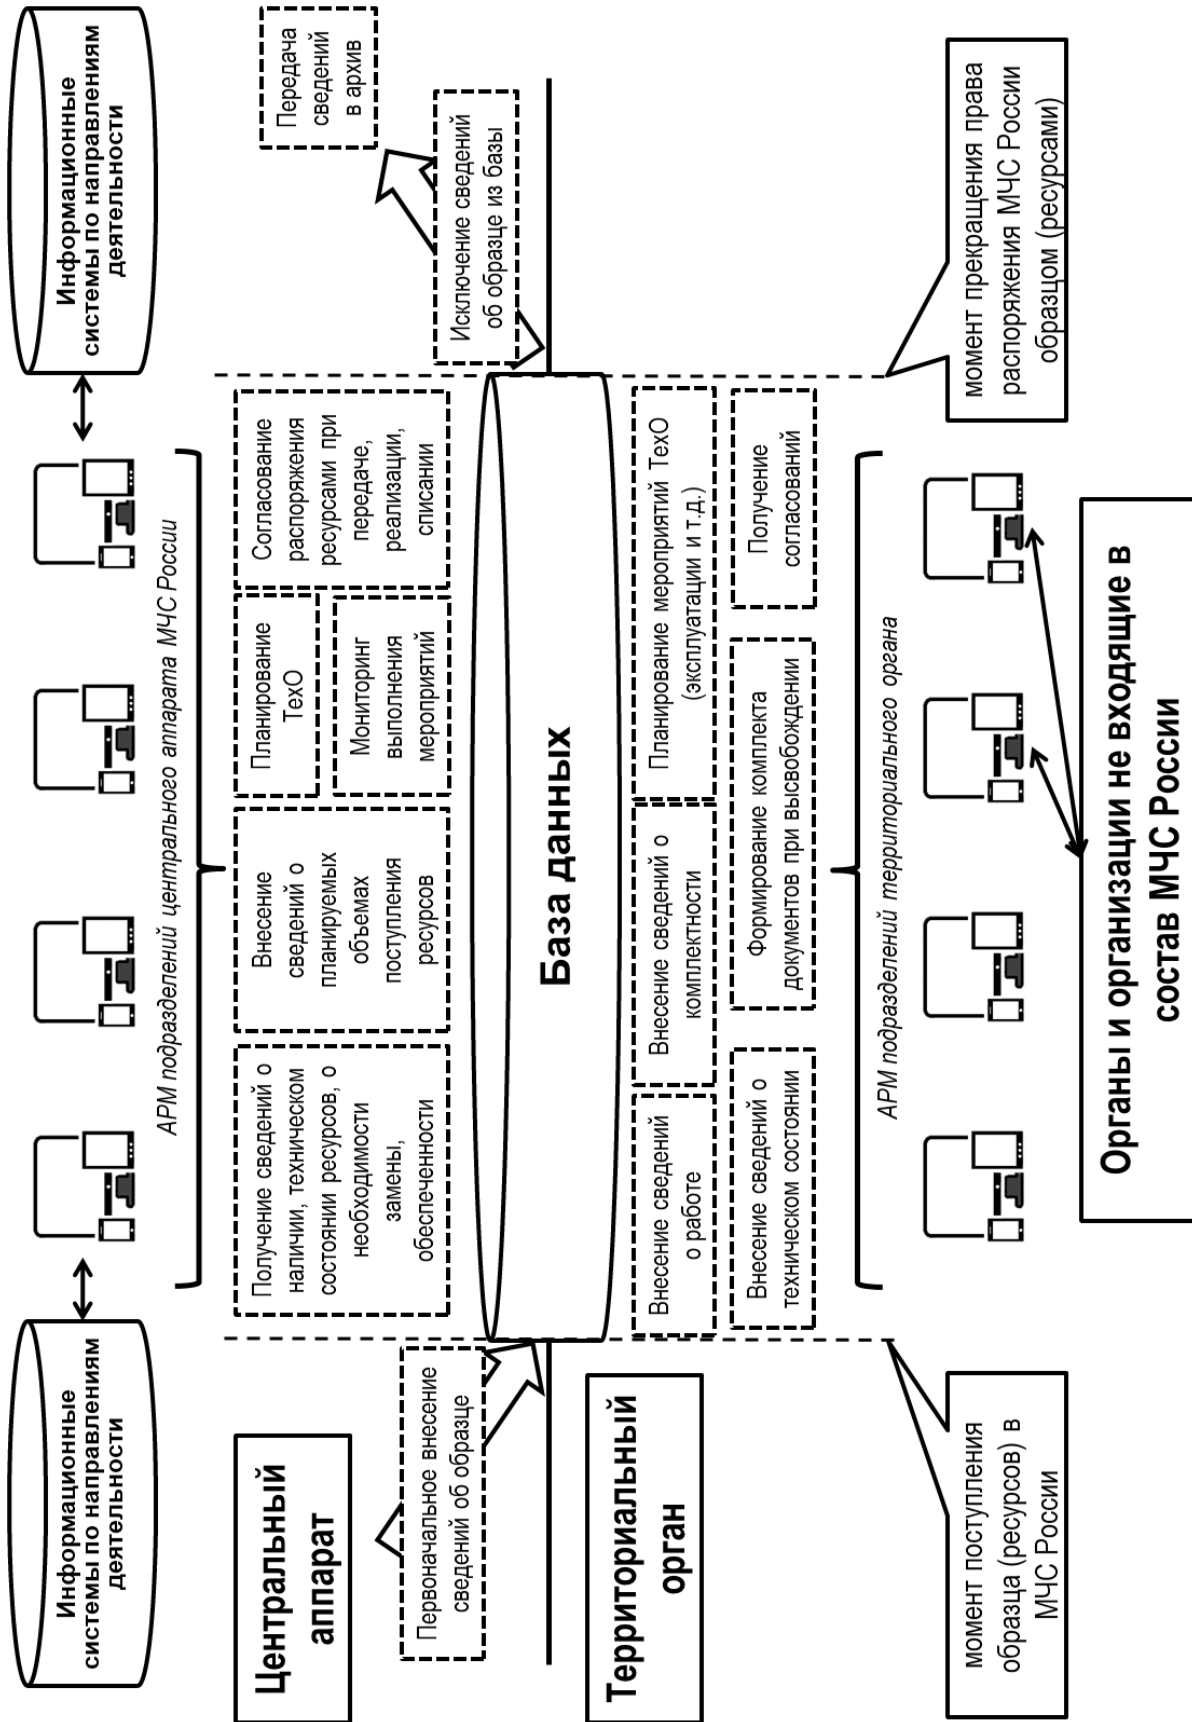 Информационные
системы по направлениям
деятельности
Информационные
системы по направлениям
деятельности
АРМ подразделений центрального аппарата МЧС России
Центральный
аппарат
Получение сведений о
наличии, техническом
состоянии ресурсов, о
необходимости
замены,
обеспеченности
Внесение
сведений о
планируемых
объемах
поступления
ресурсов
Планирование
ТехО
Мониторинг
выполнения
мероприятий
Согласование
распоряжения
ресурсами при
передаче,
реализации,
списании
Передача
сведений
в архив
Первоначальное внесение
сведений об образце
Исключение сведений
об образце из базы
База данных
Территориальный
орган
Внесение сведений
о работе
Внесение сведений о
комплектности
Планирование мероприятий ТехО
(эксплуатации и т.д.)
Внесение сведений о
техническом состоянии
Формирование комплекта
документов при высвобождении
Получение
согласований
АРМ подразделений территориального органа
момент поступления
образца (ресурсов) в
МЧС России
момент прекращения права
распоряжения МЧС России
образцом (ресурсами)
Органы и организации не входящие в
состав МЧС России